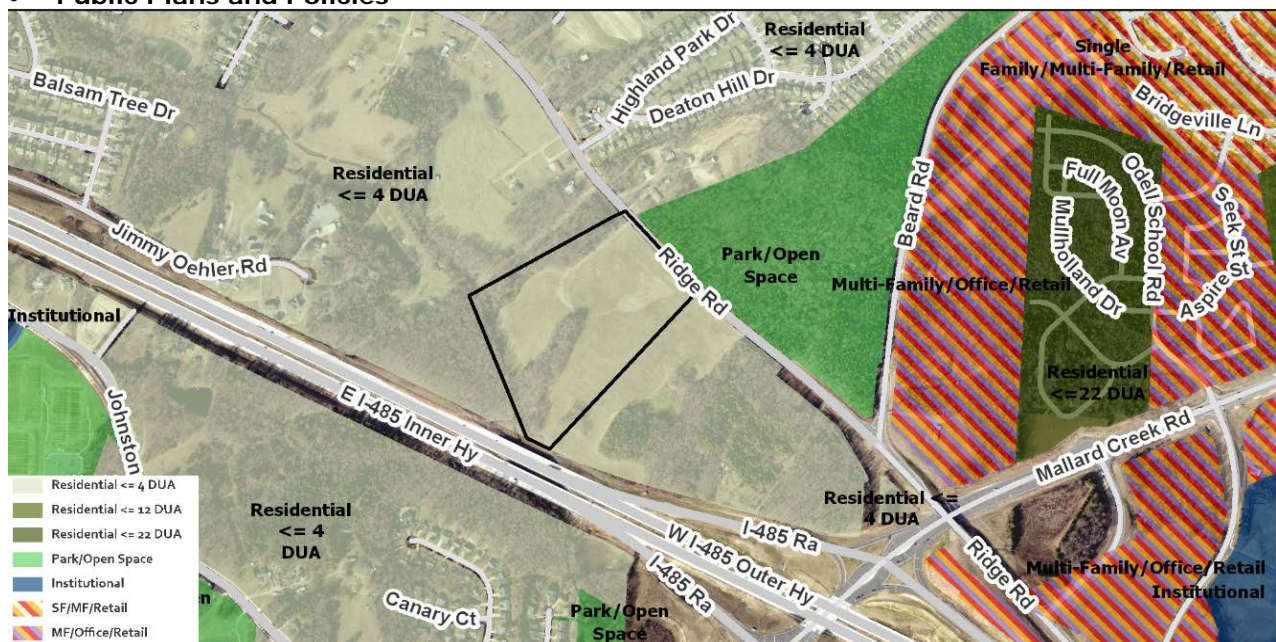 • Public Plans and Policies
Residential
<= 4 DUA
Single
Family/Multi-Family/Retail
Highland Park Dr
Deaton Hill Dr
Balsam Tree Dr
Bridgeville Ln
Residential
<= 4 DUA
Beard Rd
Full Moon Av
Odell School Rd
Mullholland Dr
Seek St
Aspire St
Jimmy Oehler Rd
Ridge Rd
Park/Open
Space
Multi-Family/Office/Retail
Institutional
Residential
<=22 DUA
E I-485 Inner Hy
Johnston
Mallard Creek Rd
Residential <=
4 DUA
Residential
<= 4
DUA
I-485 Ra
W I-485 Outer Hy
I-485 Ra
Ridge Rd
Multi-Family/Office/Retail
Institutional
Canary Ct
Park/Open
Space
Residential <= 4 DUA
Residential <= 12 DUA
Residential <= 22 DUA
Park/Open Space
Institutional
SF/MF/Retail
MF/Office/Retail